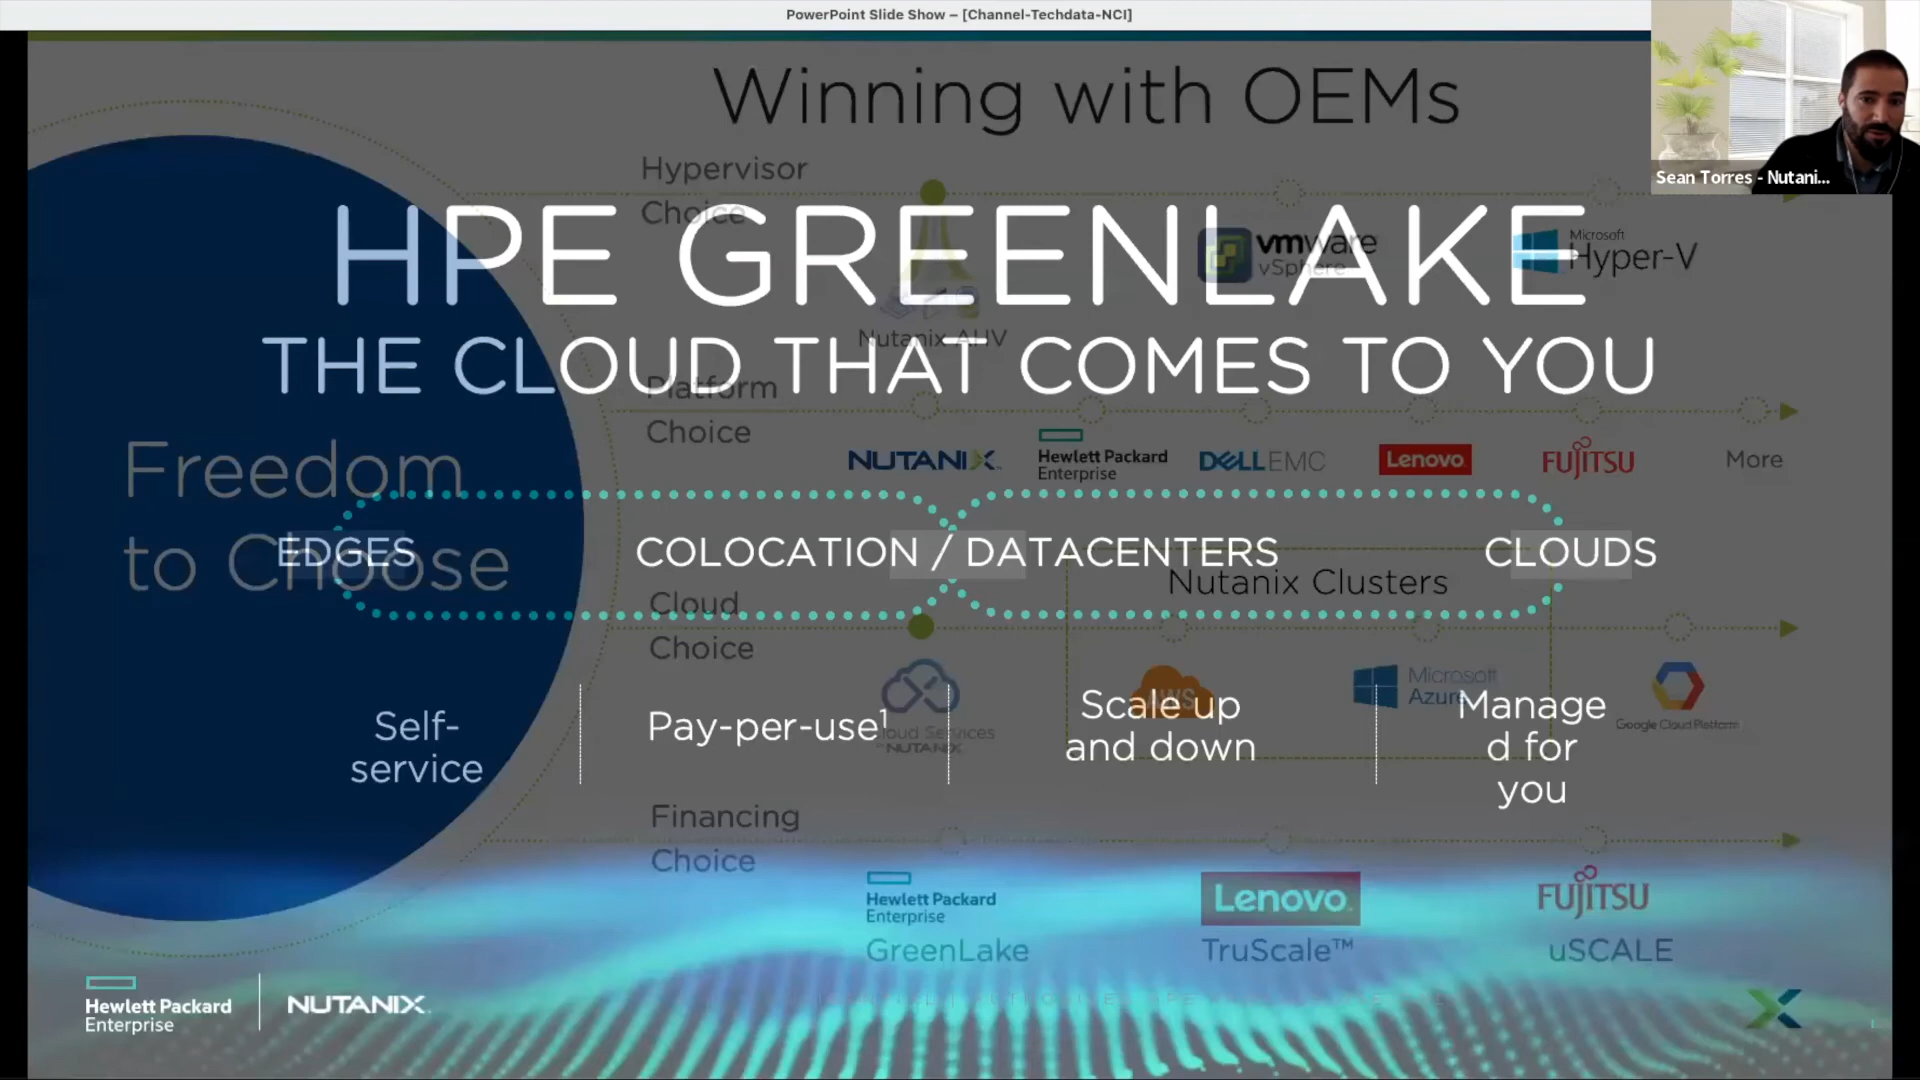 PowerPoint Slide Show – [Channel-Techdata-NCI]
Sean Torres - Nutani...
Winning with OEMs
Freedom
to Choose
Hypervisor
Choice
Nutanix AHV
vmware
vSphere
Microsoft
Hyper-V
HPE GREENLAKE
THE CLOUD THAT COMES TO YOU
Platform
Choice
NUTANIX
Hewlett Packard
Enterprise
DELLEMC
Lenovo
FUJITSU
More
EDGES
COLOCATION / DATACENTERS
CLOUDS
Nutanix Clusters
Cloud
Choice
Cloud Services
NUTANIX
AWS
Microsoft
Azure
Google Cloud Platform
Self-
service
Pay-per-use¹
Scale up
and down
Manage
d for
you
Financing
Choice
Hewlett Packard
Enterprise
GreenLake
Lenovo
TruScale™
FUJITSU
uSCALE
Hewlett Packard
Enterprise
NUTANIX